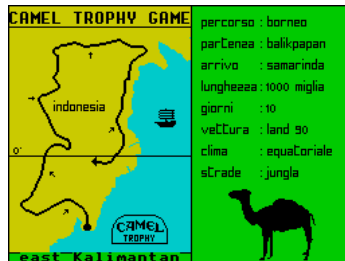 CAMEL TROPHY GAME
indonesia
0°
CAMEL
TROPHY
east Kalimantan
percorso : borneo
partenza : balikpapan
arrivo : samarinda
lunghezza : 1000 miglia
giorni : 10
vettura : land 90
clima : equatoriale
strade : jungla